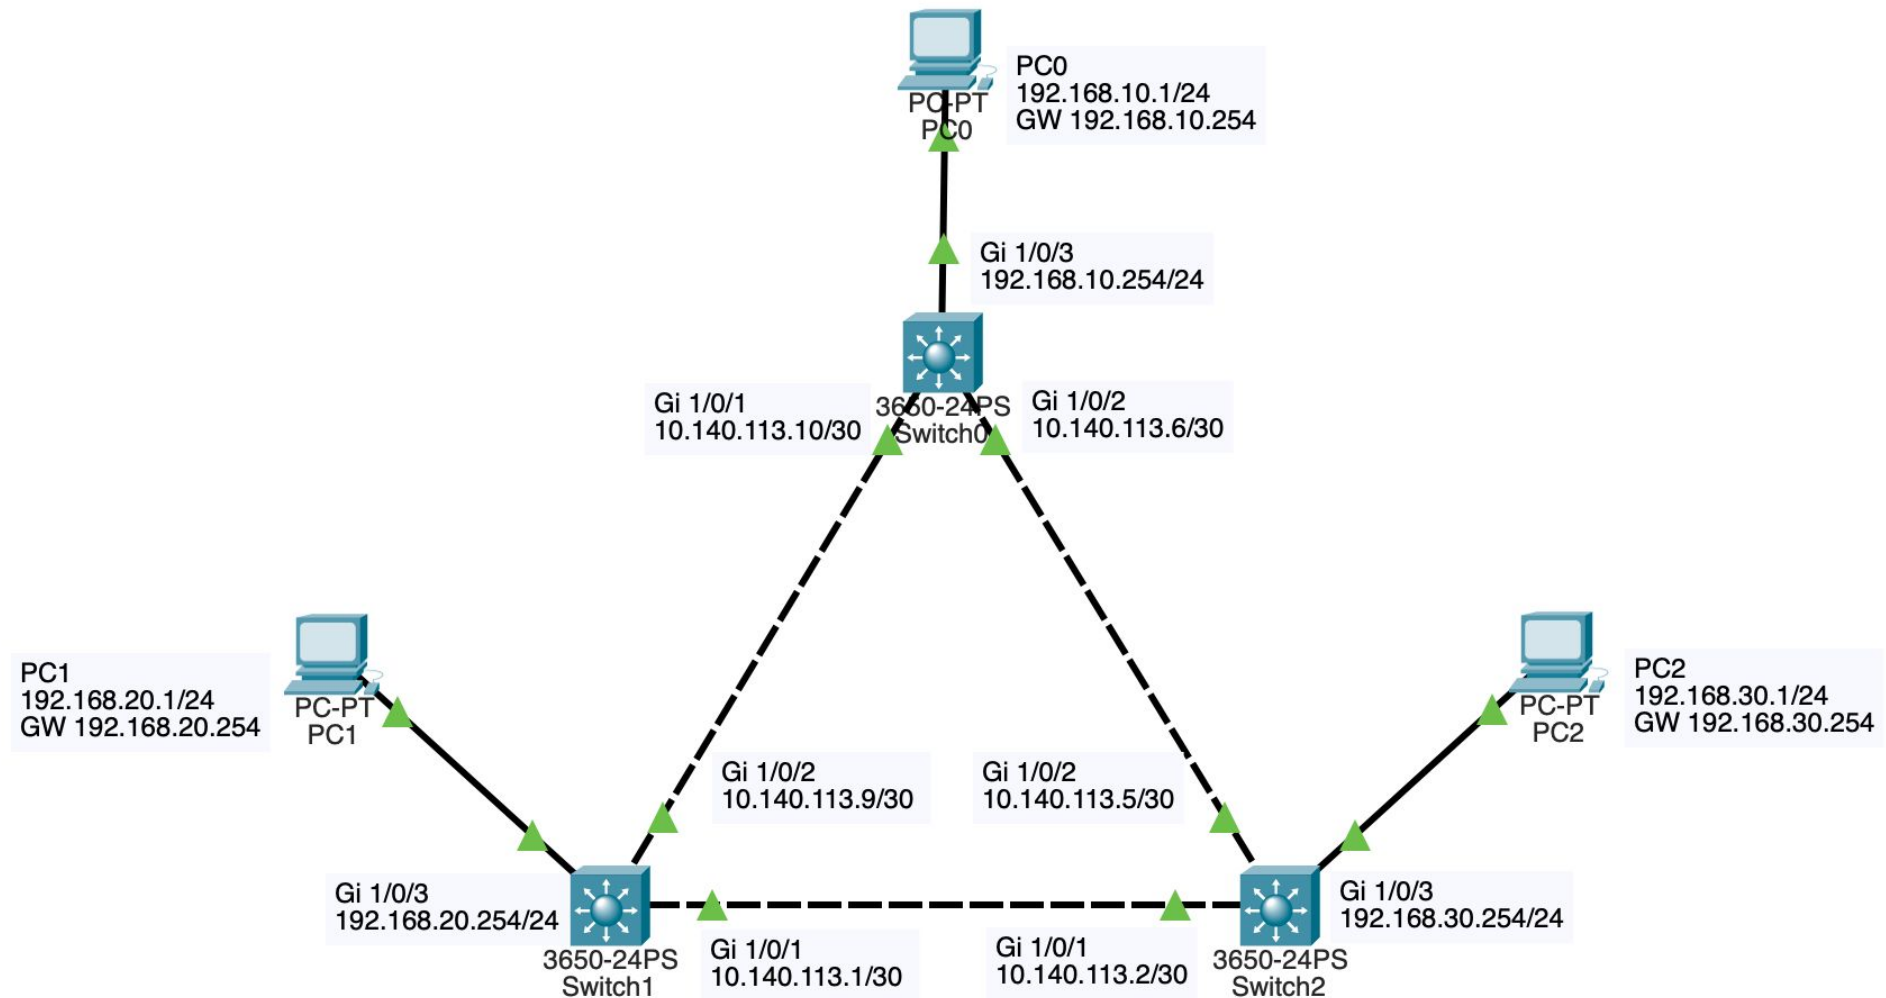 PC0
192.168.10.1/24
GW 192.168.10.254
PC-PT
PC0
Gi 1/0/3
192.168.10.254/24
Gi 1/0/1
10.140.113.10/30
3650-24PS
Switch0
Gi 1/0/2
10.140.113.6/30
PC1
192.168.20.1/24
GW 192.168.20.254
PC-PT
PC1
PC-PT
PC2
PC2
192.168.30.1/24
GW 192.168.30.254
Gi 1/0/2
10.140.113.9/30
Gi 1/0/2
10.140.113.5/30
Gi 1/0/3
192.168.20.254/24
3650-24PS
Switch1
Gi 1/0/1
10.140.113.1/30
Gi 1/0/1
10.140.113.2/30
3650-24PS
Switch2
Gi 1/0/3
192.168.30.254/24